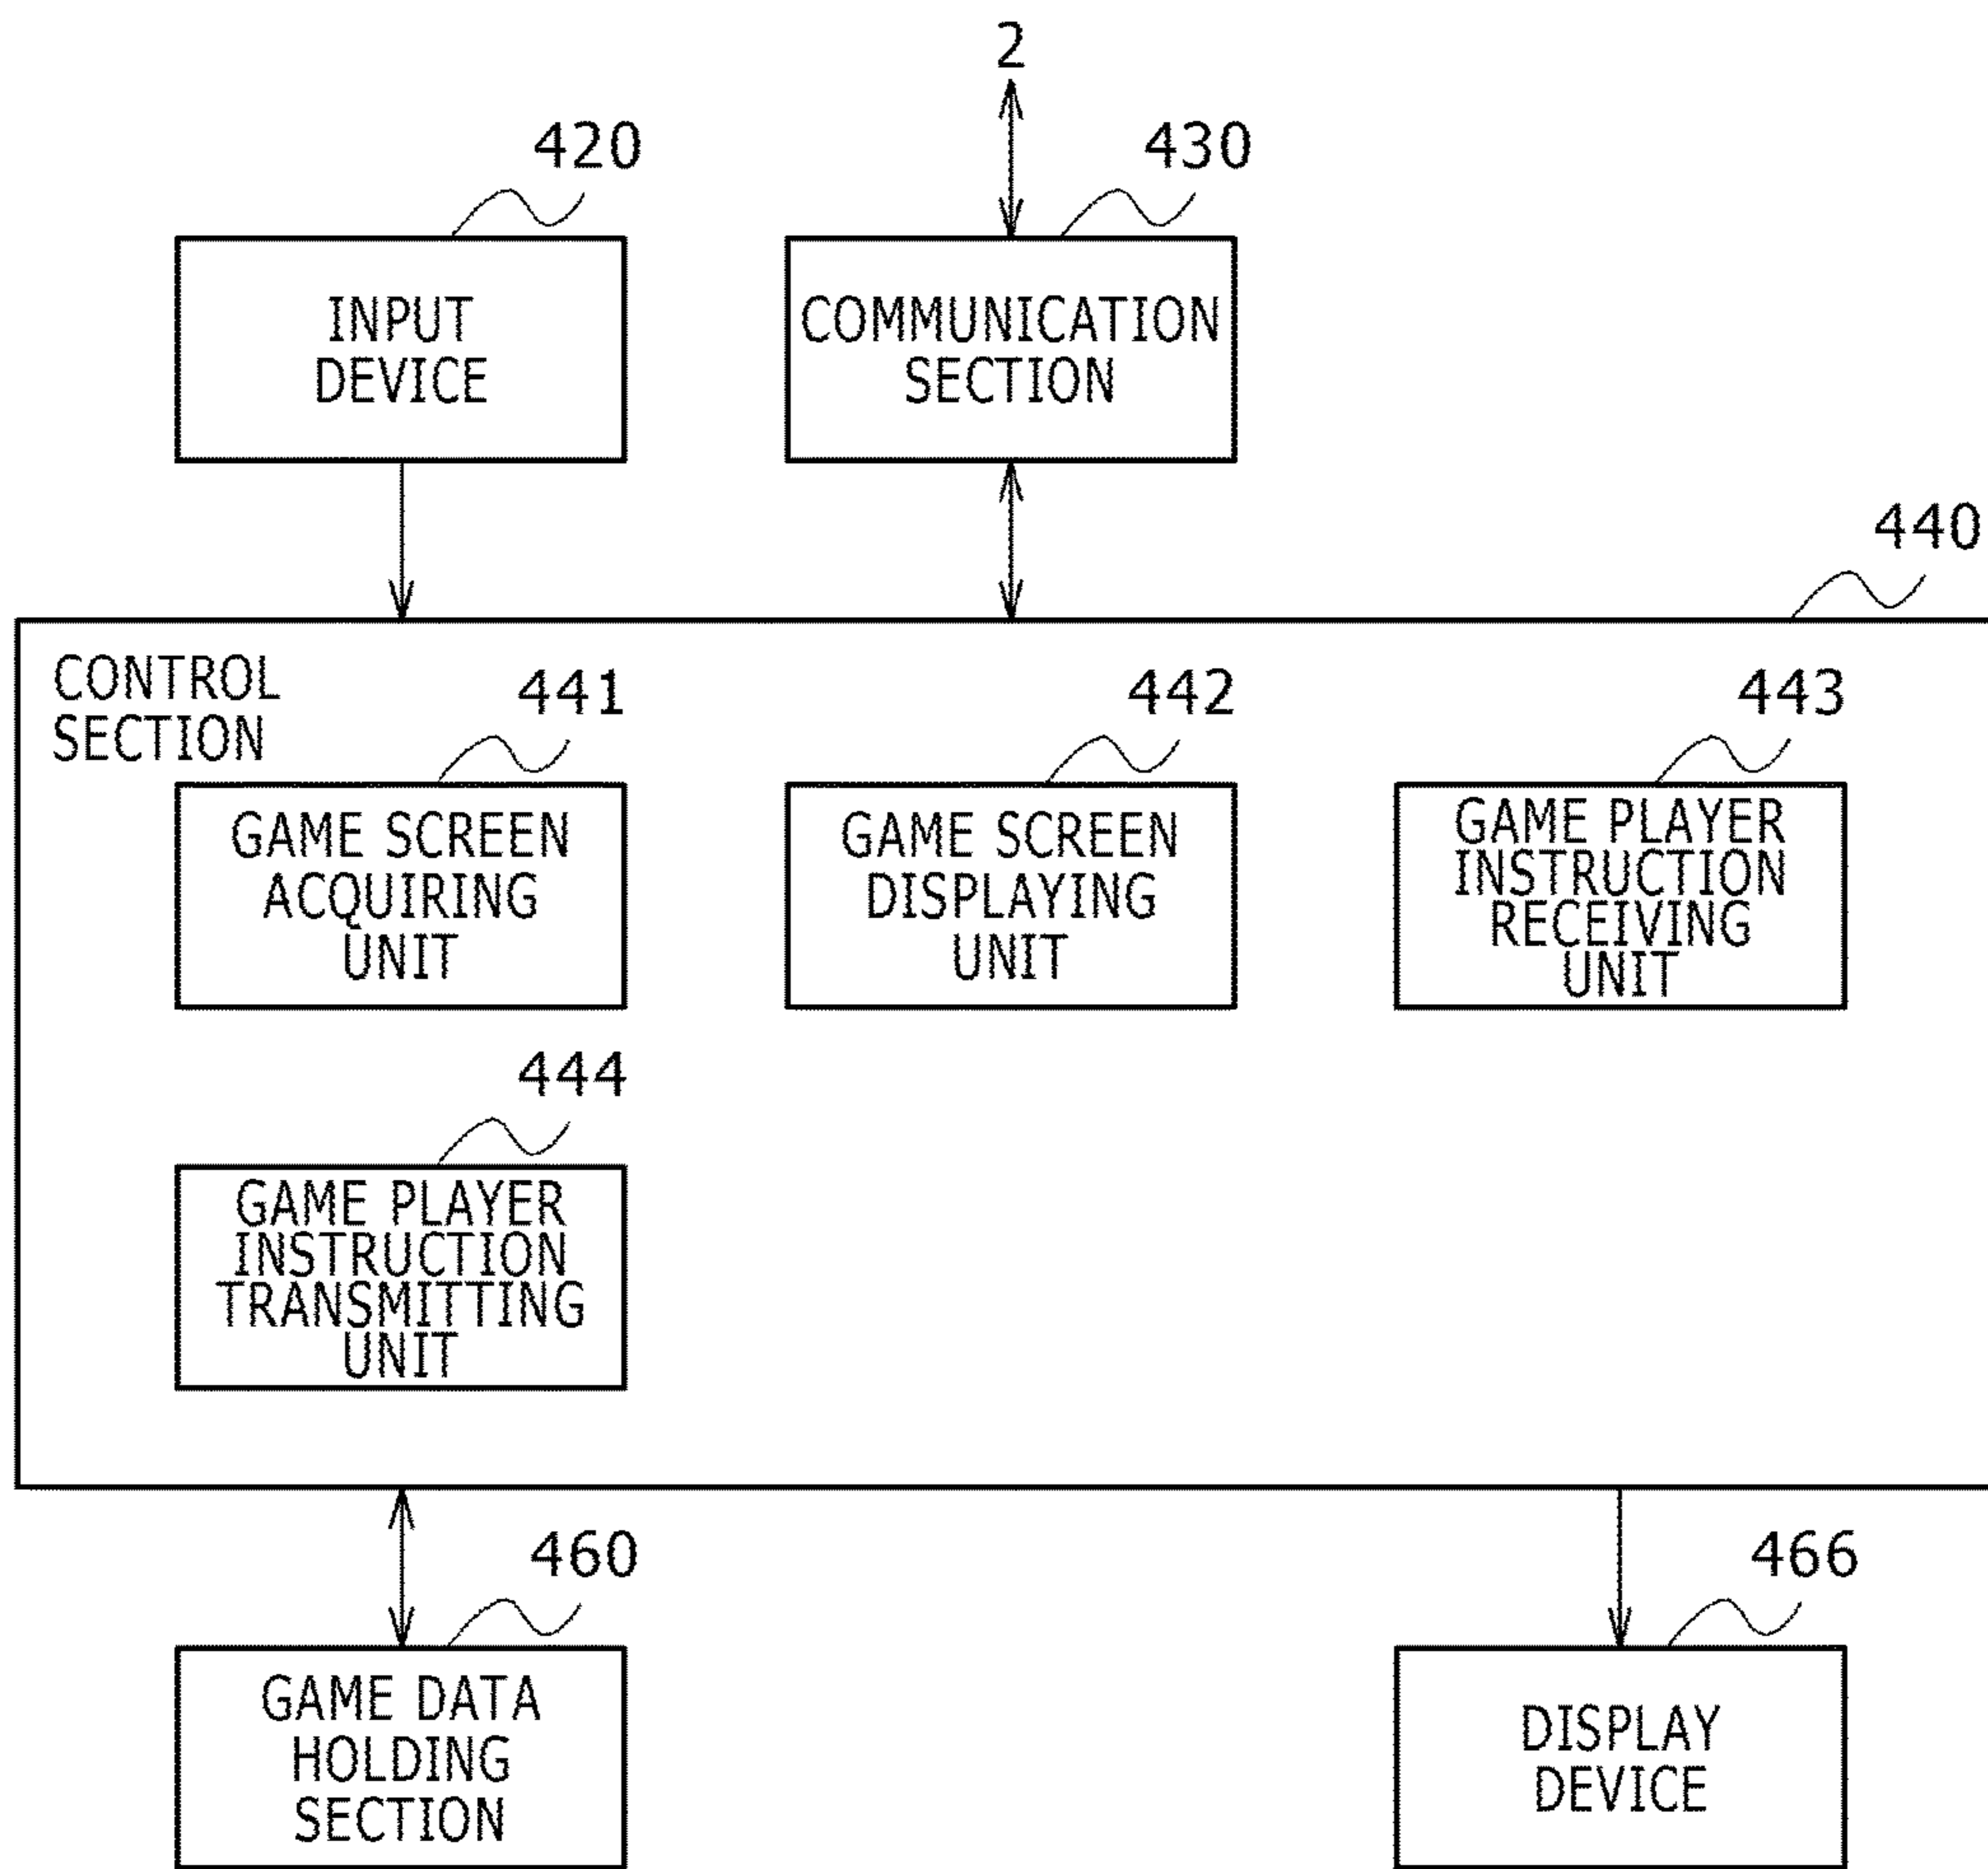 2
420
430
INPUT
DEVICE
COMMUNICATION
SECTION
440
CONTROL
SECTION
441
442
443
GAME SCREEN
ACQUIRING
UNIT
GAME SCREEN
DISPLAYING
UNIT
GAME PLAYER
INSTRUCTION
RECEIVING
UNIT
444
GAME PLAYER
INSTRUCTION
TRANSMITTING
UNIT
460
466
GAME DATA
HOLDING
SECTION
DISPLAY
DEVICE